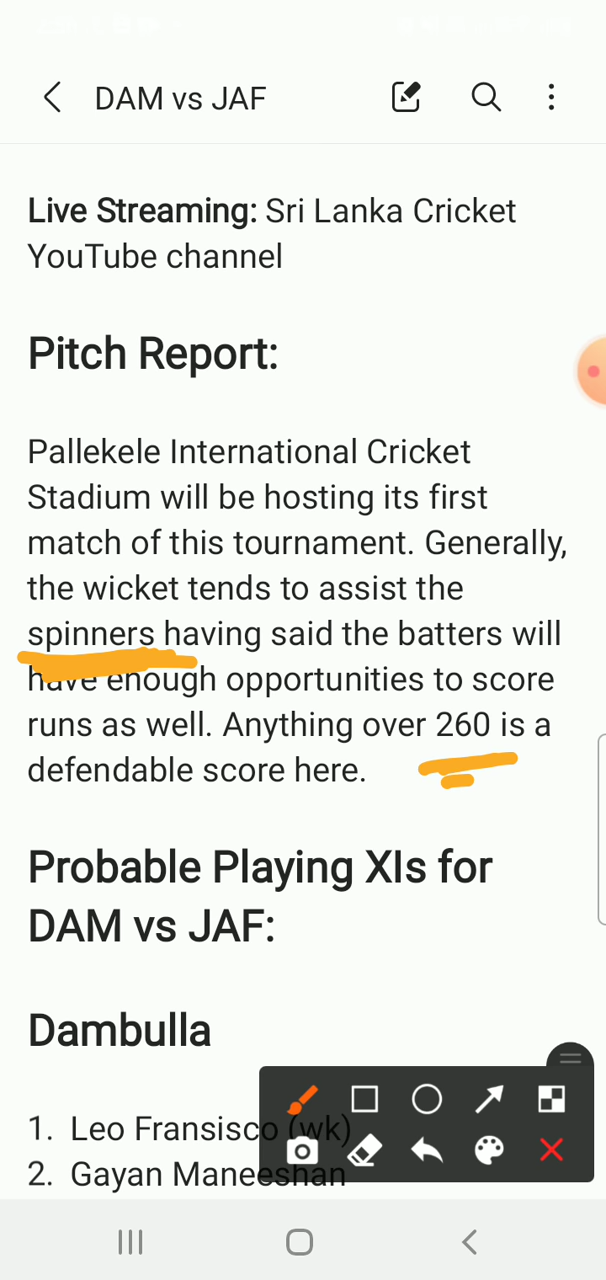 DAM vs JAF
Live Streaming: Sri Lanka Cricket
YouTube channel
Pitch Report:
Pallekele International Cricket
Stadium will be hosting its first
match of this tournament. Generally,
the wicket tends to assist the
spinners having said the batters will
have enough opportunities to score
runs as well. Anything over 260 is a
defendable score here.
Probable Playing XIs for
DAM vs JAF:
Dambulla
1. Leo Fransisco (wk)
2. Gayan Maneeshan